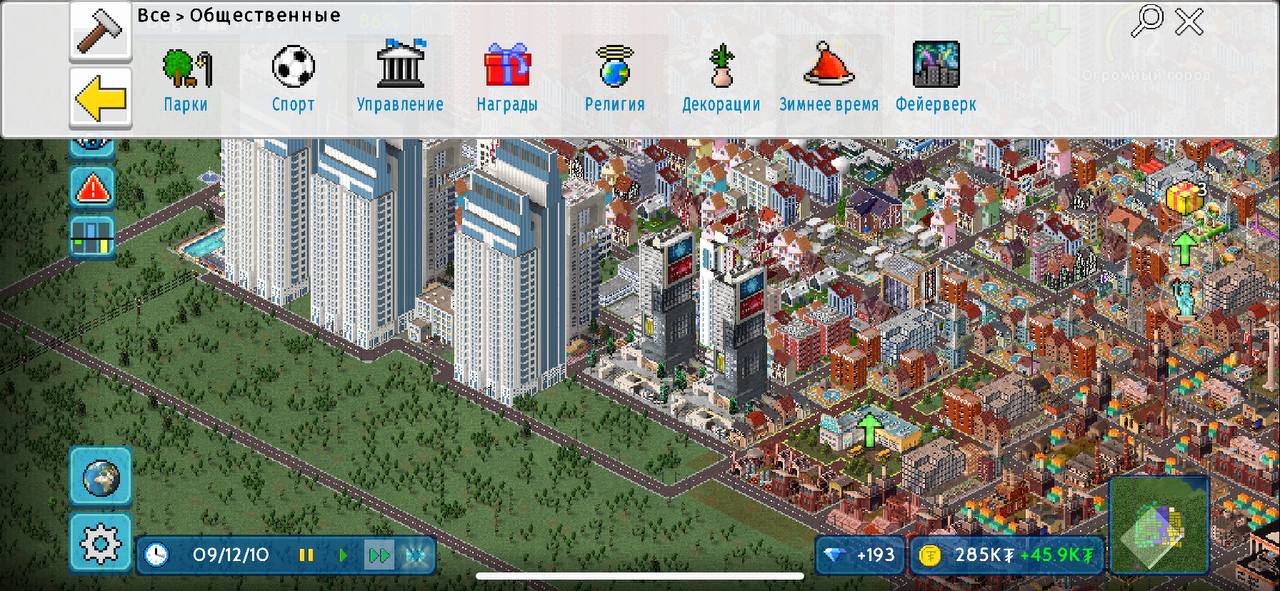 Все > Общественные
Парки
Спорт
Управление
Награды
Религия
Декорации
Зимнее время
Фейерверк
Огромный город
3
09/12/10
+193
285K₮ +45.9K₮